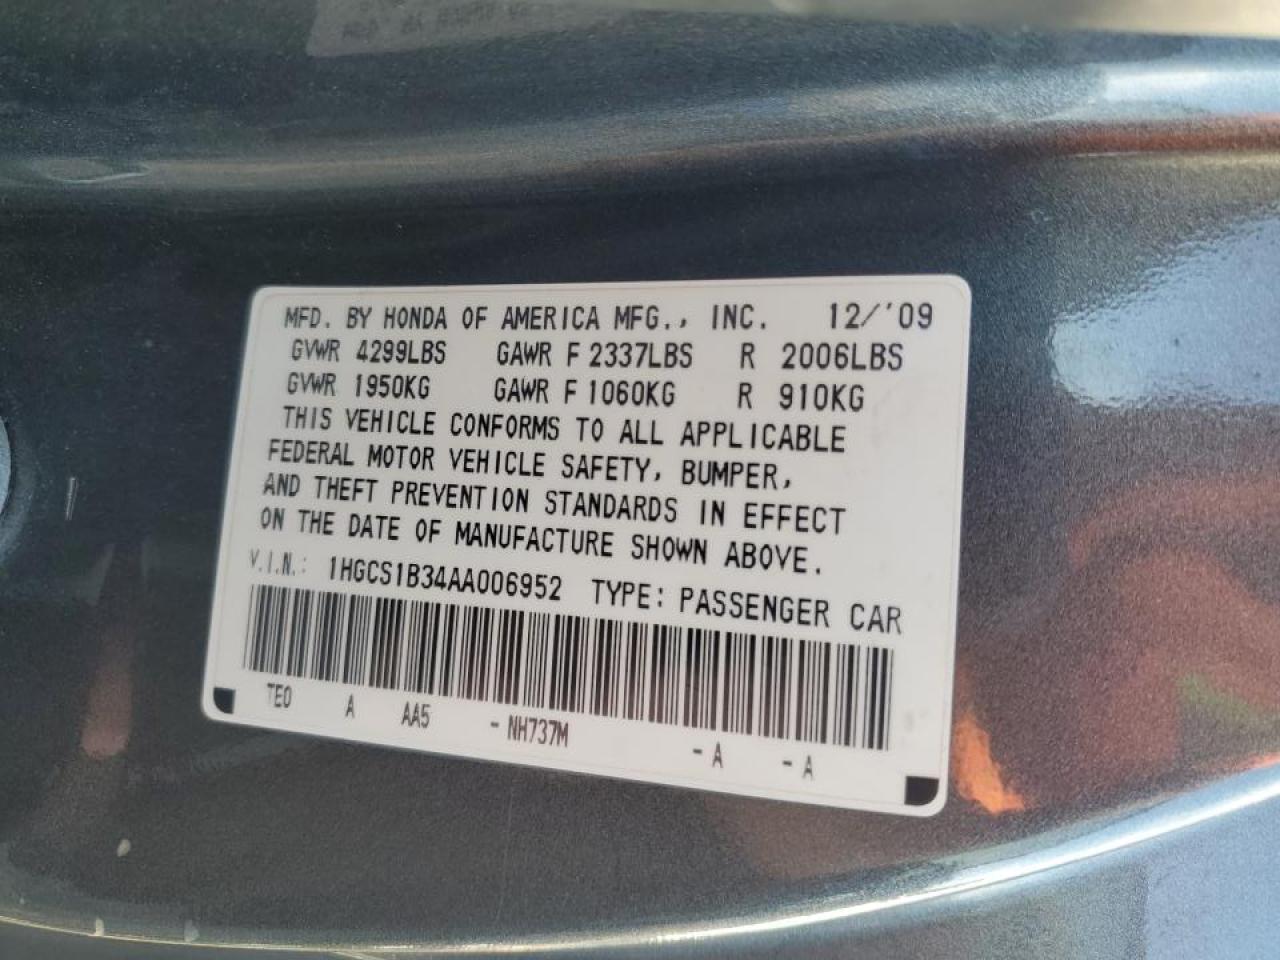 MFD. BY HONDA OF AMERICA MFG., INC. 12/'09
GVWR 4299LBS GAWR F 2337LBS R 2006LBS
GVWR 1950KG GAWR F 1060KG R 910KG
THIS VEHICLE CONFORMS TO ALL APPLICABLE
FEDERAL MOTOR VEHICLE SAFETY, BUMPER,
AND THEFT PREVENTION STANDARDS IN EFFECT
ON THE DATE OF MANUFACTURE SHOWN ABOVE.
V.I.N.: 1HGCS1B34AA006952 TYPE: PASSENGER CAR
TE0 A AA5 - NH737M - A - A